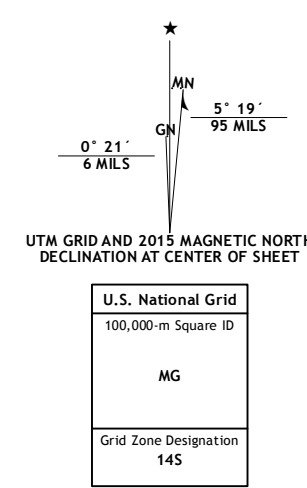 MN
5° 19´
95 MILS
GN
0° 21´
6 MILS
UTM GRID AND 2015 MAGNETIC NORTH
DECLINATION AT CENTER OF SHEET
U.S. National Grid
100,000-m Square ID
MG
Grid Zone Designation
14S